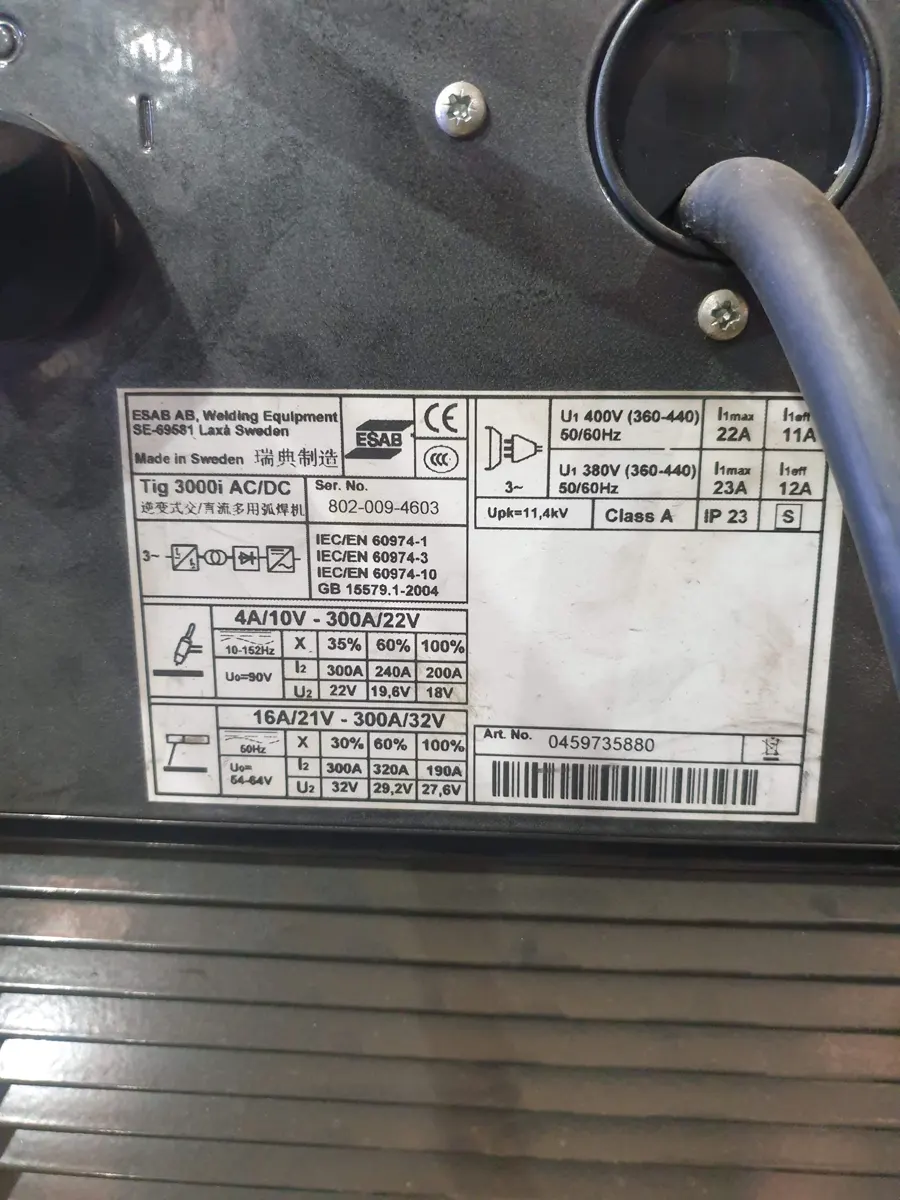 ESAB AB, Welding Equipment
SE-69581 Laxå Sweden
Made in Sweden 瑞典制造
ESAB
CE
CCC
Tig 3000i AC/DC
逆变式交/直流多用弧焊机
Ser. No.
802-009-4603
3~
IEC/EN 60974-1
IEC/EN 60974-3
IEC/EN 60974-10
GB 15579.1-2004
4A/10V - 300A/22V
10-152Hz X 35% 60% 100%
U₀=90V I₂ 300A 240A 200A
U₂ 22V 19,6V 18V
16A/21V - 300A/32V
50Hz X 30% 60% 100%
U₀= I₂ 300A 320A 190A
54-64V U₂ 32V 29,2V 27,6V
3~
U₁ 400V (360-440) I₁max I₁eff
50/60Hz 22A 11A
U₁ 380V (360-440) I₁max I₁eff
50/60Hz 23A 12A
Upk=11,4kV Class A IP 23 S
Art. No. 0459735880